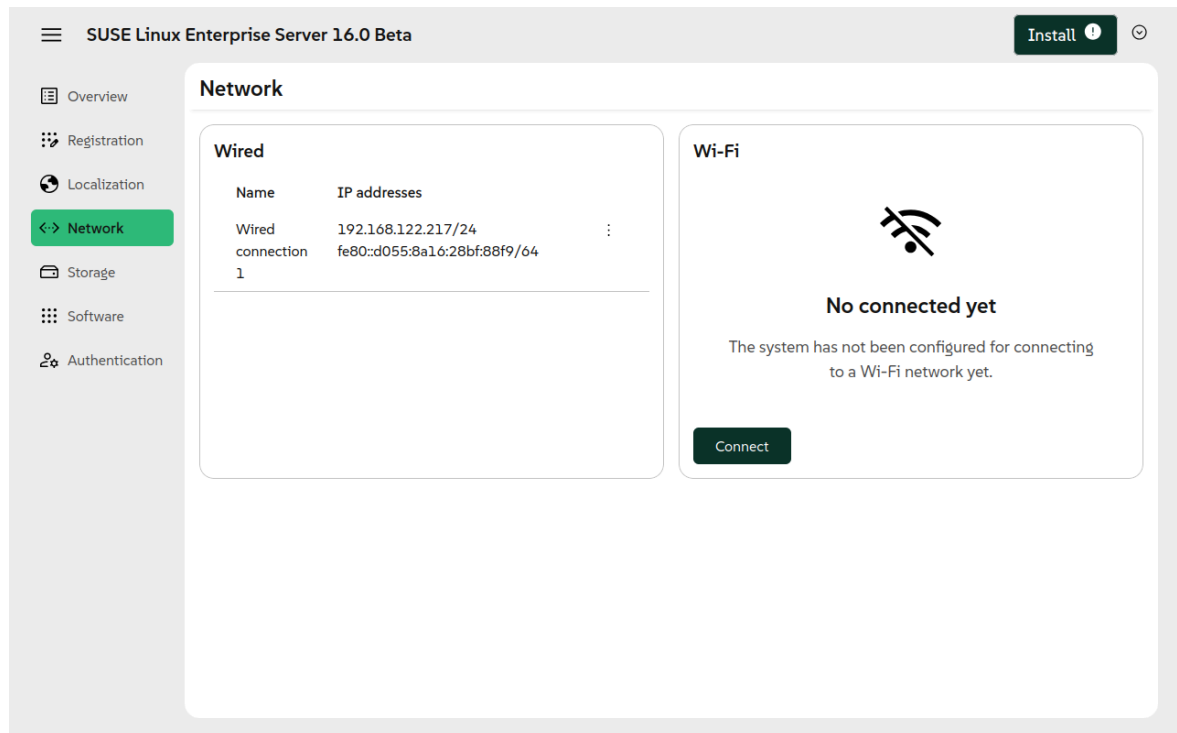 SUSE Linux Enterprise Server 16.0 Beta
Install
Overview
Registration
Localization
Network
Storage
Software
Authentication
Network
Wired
Name IP addresses
Wired 192.168.122.217/24
connection fe80::d055:8a16:28bf:88f9/64
1
Wi-Fi
No connected yet
The system has not been configured for connecting
to a Wi-Fi network yet.
Connect